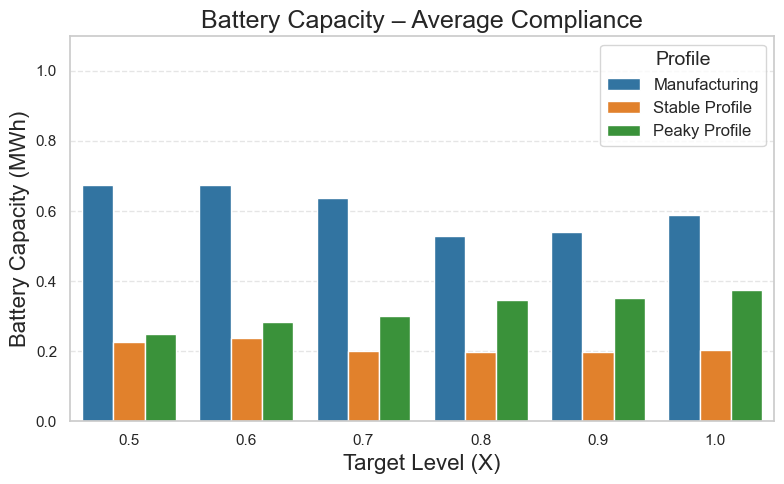 Battery Capacity – Average Compliance
Battery Capacity (MWh)
1.0
0.8
0.6
0.4
0.2
0.0
Profile
Manufacturing
Stable Profile
Peaky Profile
0.5 0.6 0.7 0.8 0.9 1.0
Target Level (X)